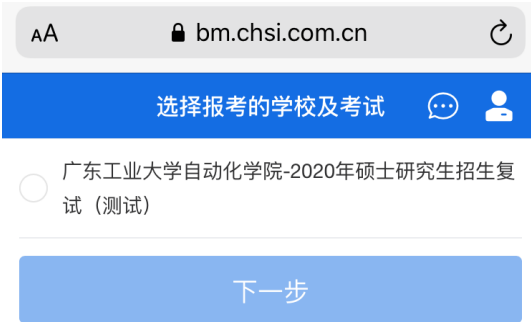 AA bm.chsi.com.cn
选择报考的学校及考试
广东工业大学自动化学院-2020年硕士研究生招生复
试（测试）
下一步